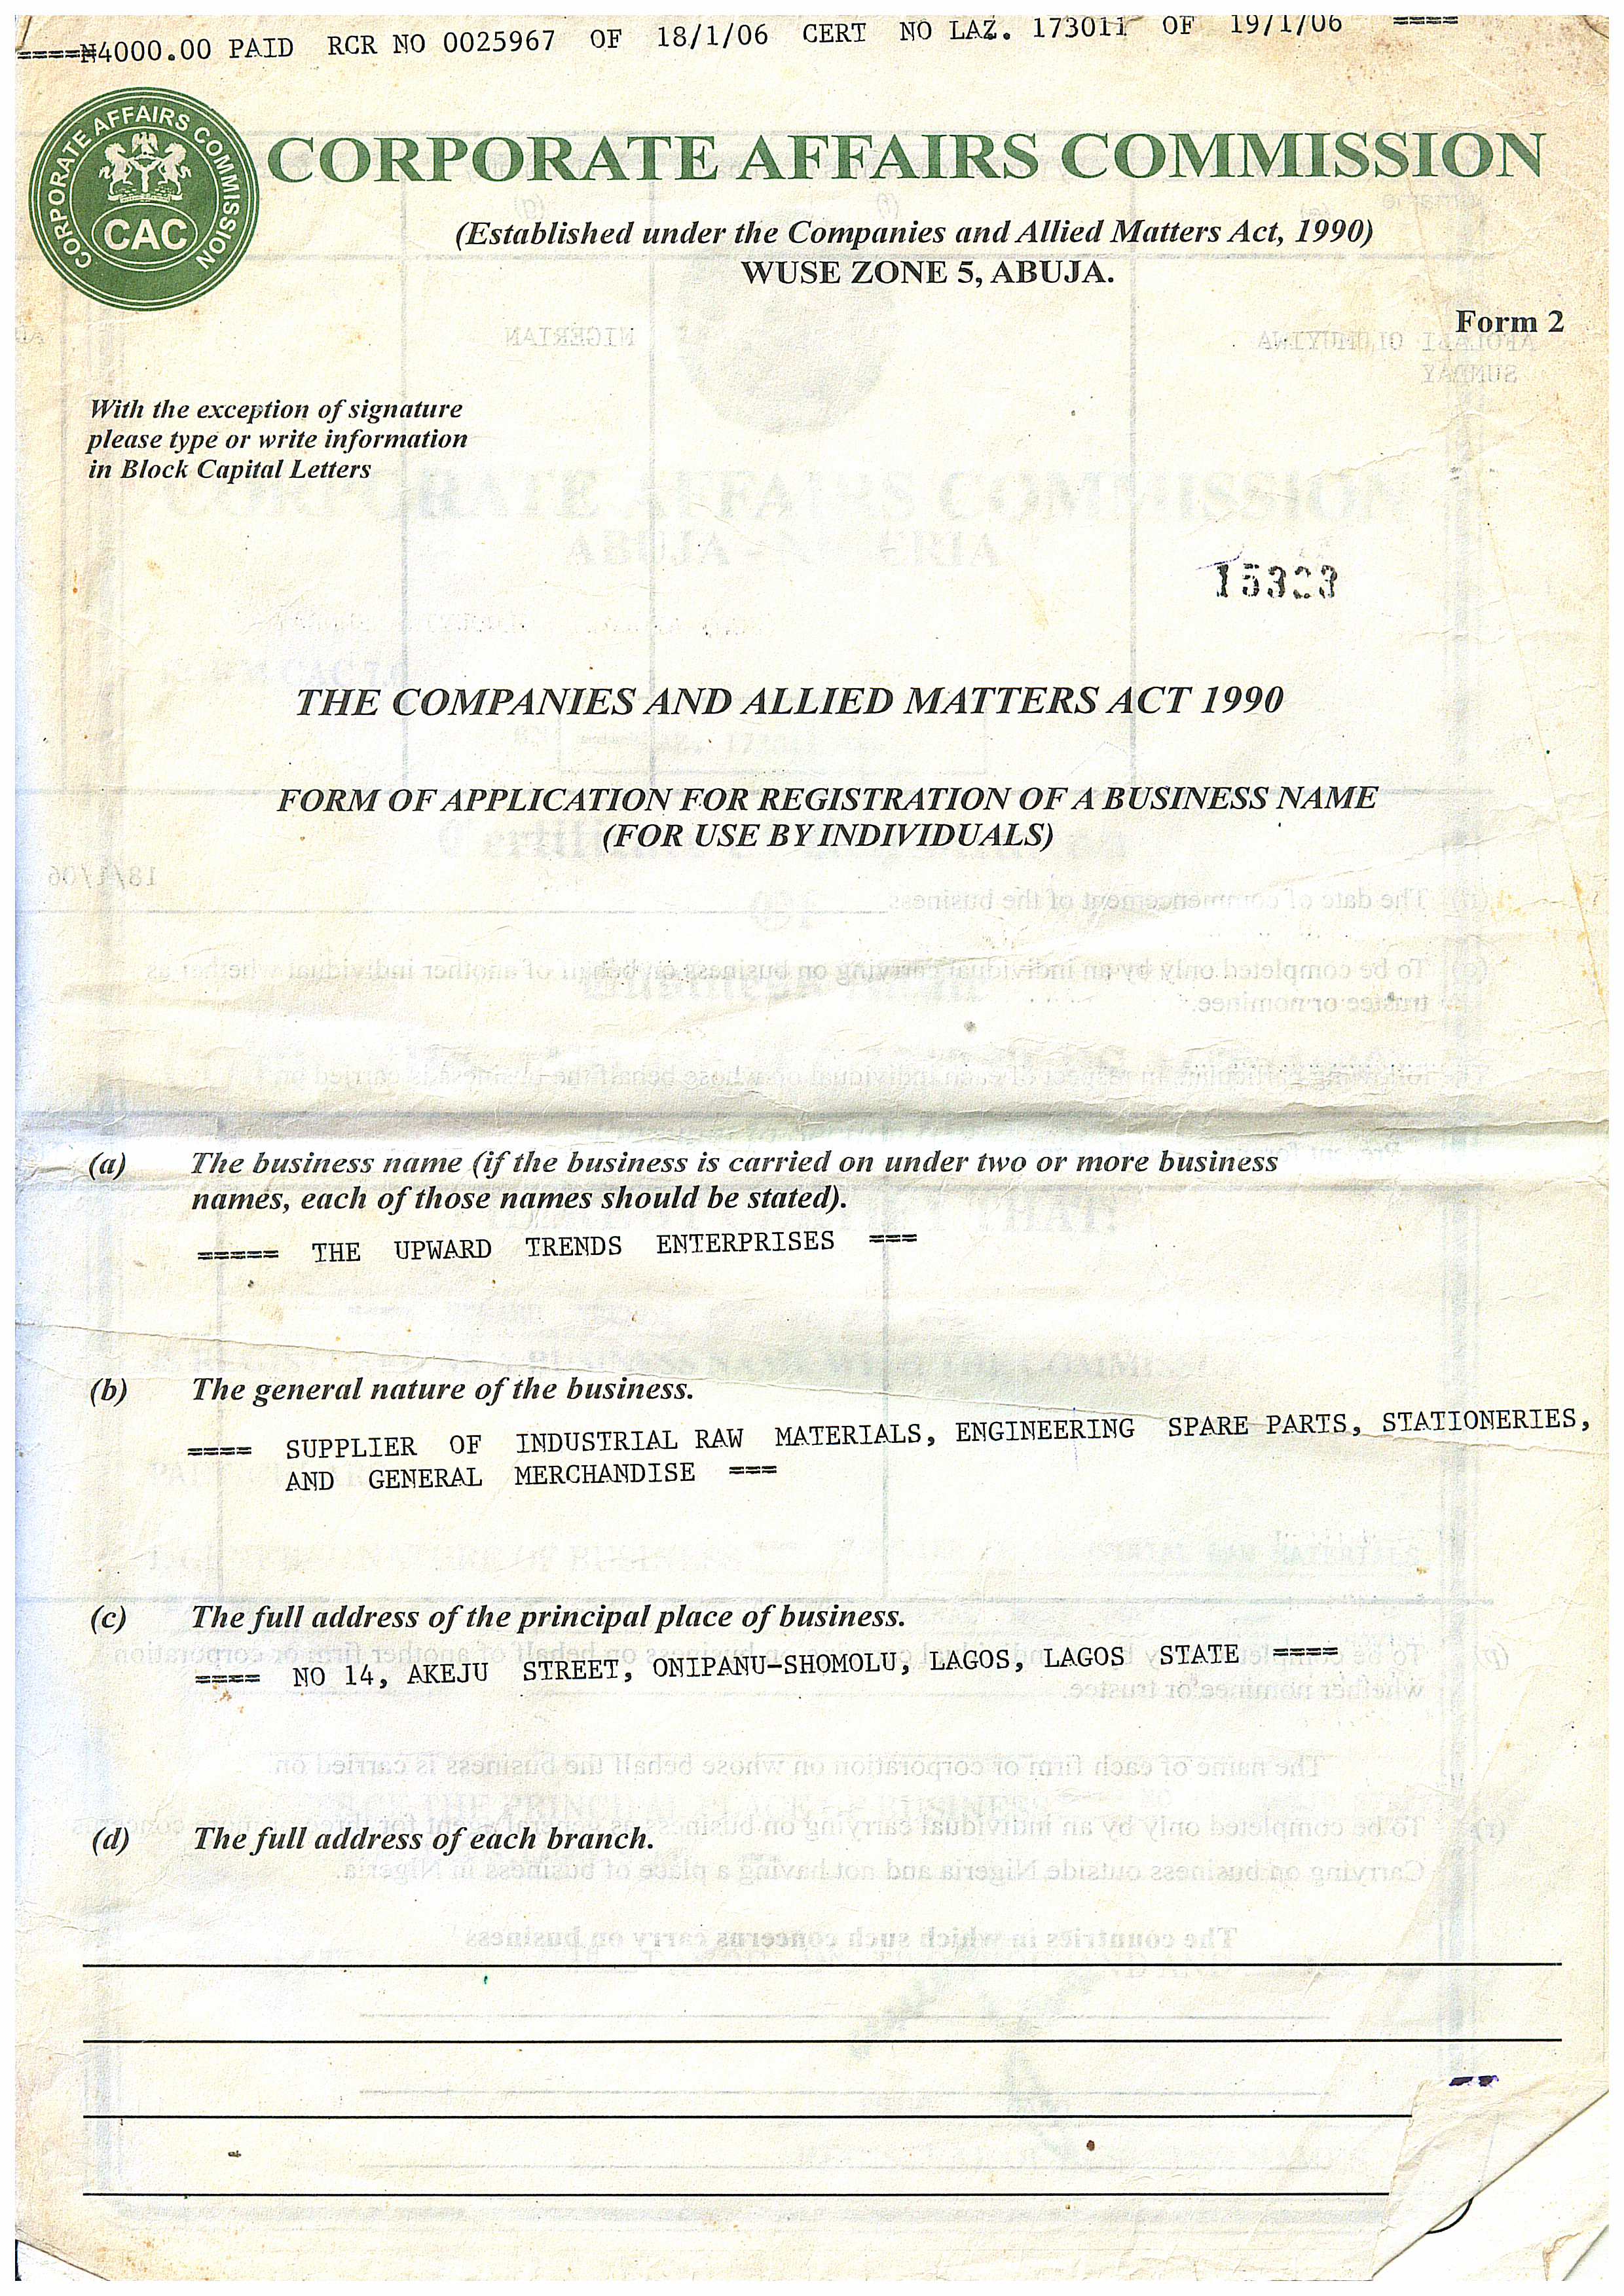 ====₦4000.00 PAID RCR NO 0025967 OF 18/1/06 CERT NO LAZ. 173011 OF 19/1/06 ====
CORPORATE AFFAIRS COMMISSION
CAC
CORPORATE AFFAIRS COMMISSION
(Established under the Companies and Allied Matters Act, 1990)
WUSE ZONE 5, ABUJA.
Form 2
With the exception of signature
please type or write information
in Block Capital Letters
THE COMPANIES AND ALLIED MATTERS ACT 1990
FORM OF APPLICATION FOR REGISTRATION OF A BUSINESS NAME
(FOR USE BY INDIVIDUALS)
(a) The business name (if the business is carried on under two or more business
names, each of those names should be stated).
===== THE UPWARD TRENDS ENTERPRISES ===
(b) The general nature of the business.
==== SUPPLIER OF INDUSTRIAL RAW MATERIALS, ENGINEERING SPARE PARTS, STATIONERIES,
AND GENERAL MERCHANDISE ===
(c) The full address of the principal place of business.
==== NO 14, AKEJU STREET, ONIPANU-SHOMOLU, LAGOS, LAGOS STATE ====
(d) The full address of each branch.